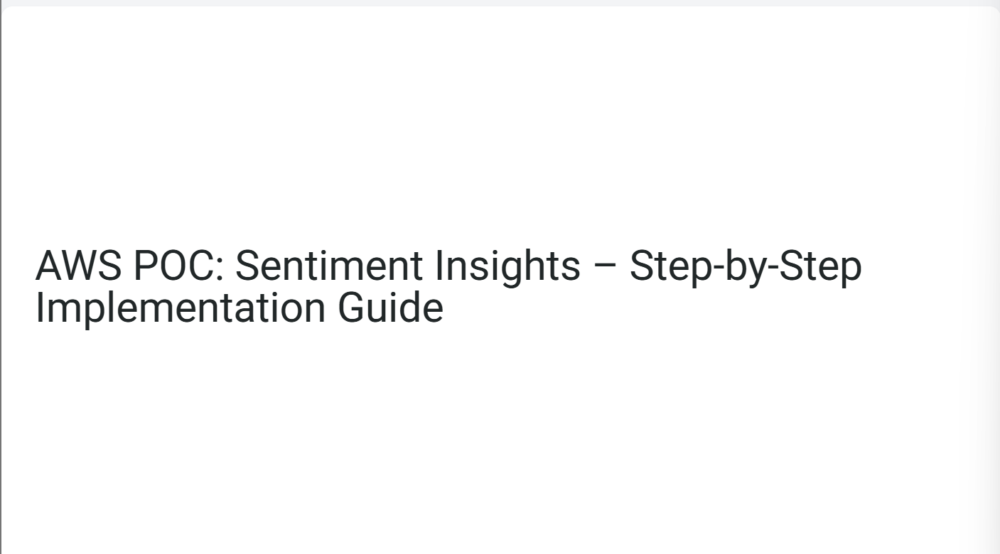 AWS POC: Sentiment Insights – Step-by-Step
Implementation Guide